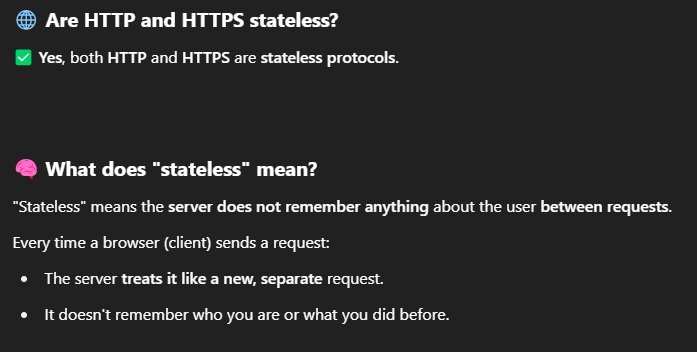 🌐 Are HTTP and HTTPS stateless?
✅ Yes, both HTTP and HTTPS are stateless protocols.
🧠 What does "stateless" mean?
"Stateless" means the server does not remember anything about the user between requests.
Every time a browser (client) sends a request:
• The server treats it like a new, separate request.
• It doesn't remember who you are or what you did before.